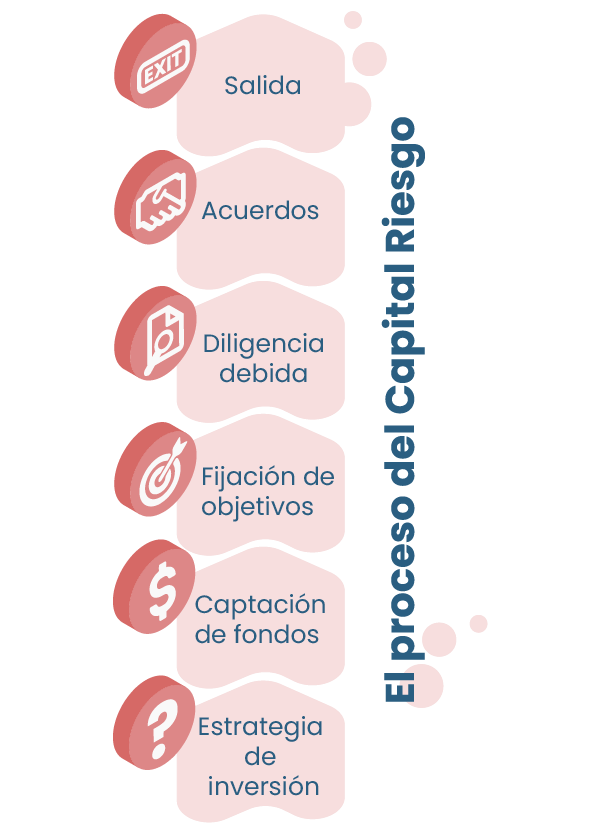 EXIT
Salida
Acuerdos
Diligencia
debida
Fijación de
objetivos
Captación
de fondos
Estrategia
de
inversión
El proceso del Capital Riesgo